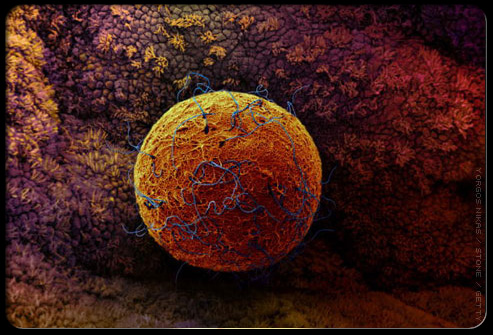 YORGOS NIKAS / STONE / GETTY